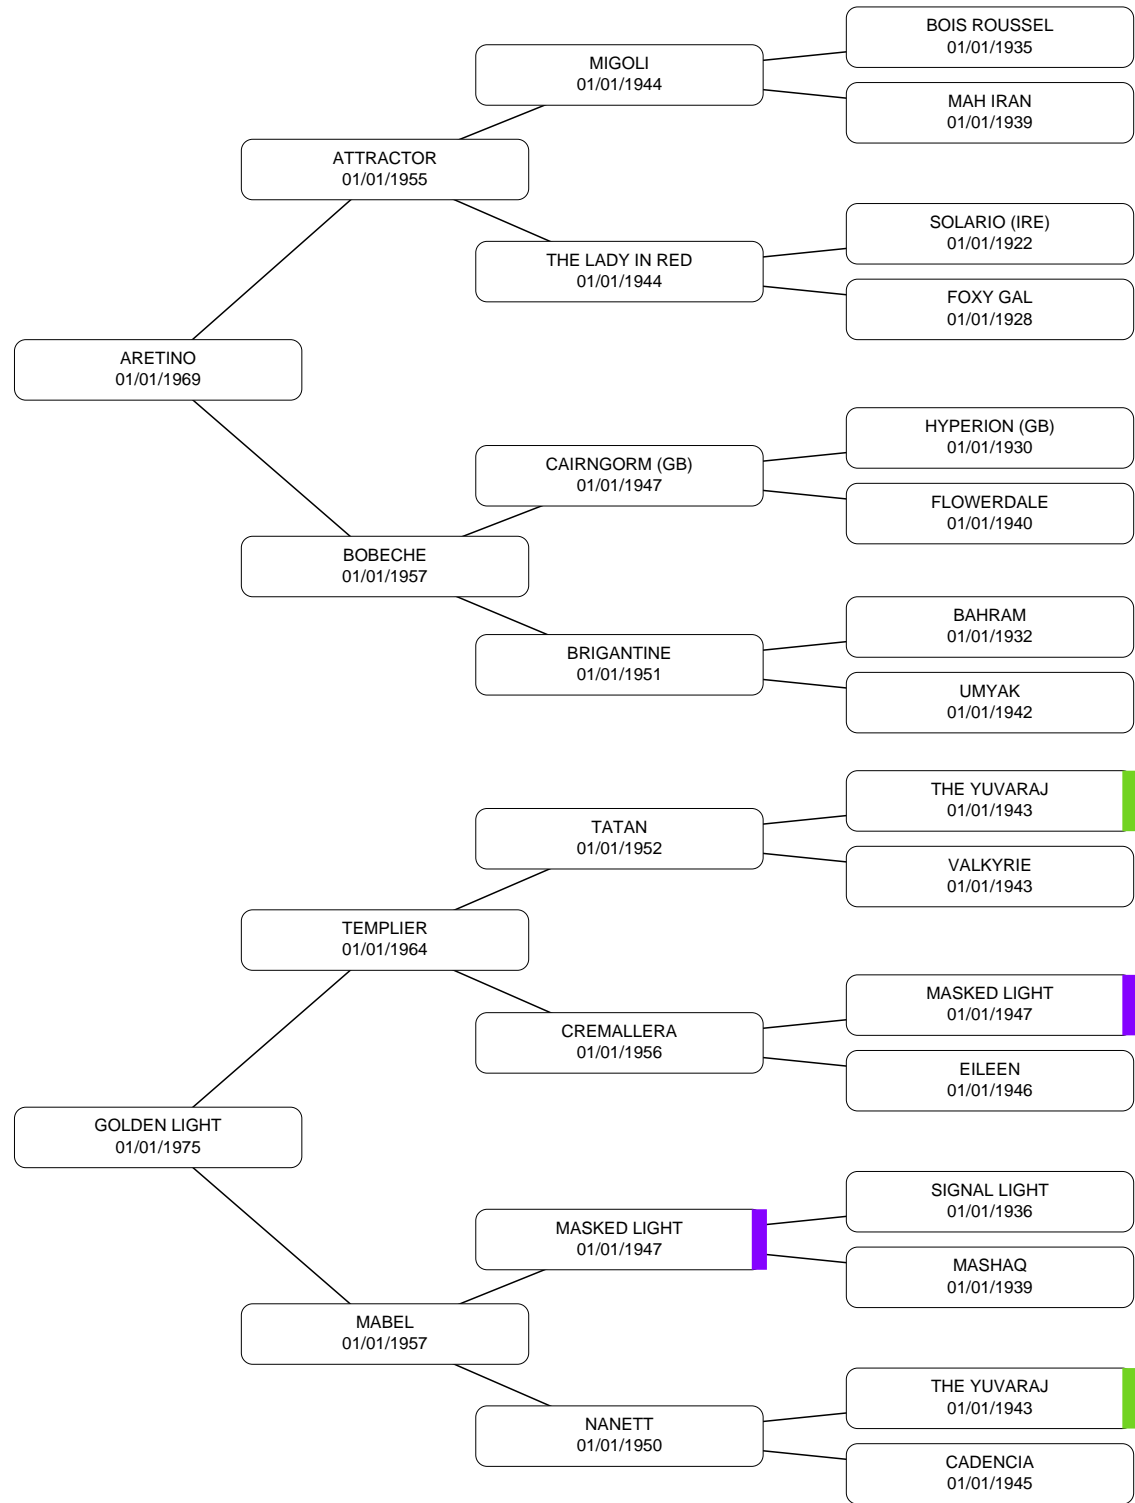 BOIS ROUSSEL
01/01/1935
MIGOLI
01/01/1944
MAH IRAN
01/01/1939
ATTRACTOR
01/01/1955
SOLARIO (IRE)
01/01/1922
THE LADY IN RED
01/01/1944
FOXY GAL
01/01/1928
ARETINO
01/01/1969
HYPERION (GB)
01/01/1930
CAIRNGORM (GB)
01/01/1947
FLOWERDALE
01/01/1940
BOBECHE
01/01/1957
BAHRAM
01/01/1932
BRIGANTINE
01/01/1951
UMYAK
01/01/1942
THE YUVARAJ
01/01/1943
TATAN
01/01/1952
VALKYRIE
01/01/1943
TEMPLIER
01/01/1964
MASKED LIGHT
01/01/1947
CREMALLERA
01/01/1956
EILEEN
01/01/1946
GOLDEN LIGHT
01/01/1975
SIGNAL LIGHT
01/01/1936
MASKED LIGHT
01/01/1947
MASHAQ
01/01/1939
MABEL
01/01/1957
THE YUVARAJ
01/01/1943
NANETT
01/01/1950
CADENCIA
01/01/1945